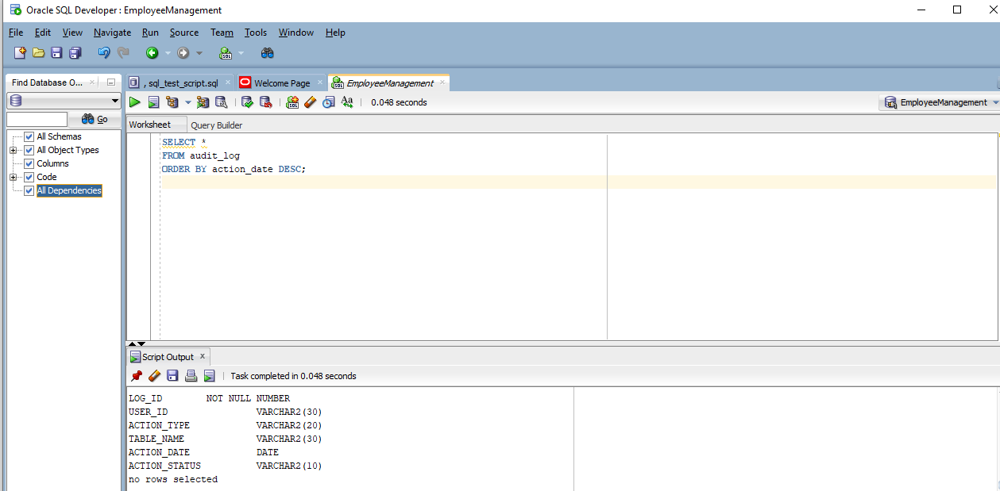 Oracle SQL Developer : EmployeeManagement
File Edit View Navigate Run Source Team Tools Window Help
Find Database O...
, sql_test_script.sql
Welcome Page
EmployeeManagement
0.048 seconds
EmployeeManagement
Go
Worksheet Query Builder
All Schemas
All Object Types
Columns
Code
All Dependencies
SELECT *
FROM audit_log
ORDER BY action_date DESC;
Script Output x
Task completed in 0.048 seconds
LOG_ID NOT NULL NUMBER
USER_ID VARCHAR2(30)
ACTION_TYPE VARCHAR2(20)
TABLE_NAME VARCHAR2(30)
ACTION_DATE DATE
ACTION_STATUS VARCHAR2(10)
no rows selected